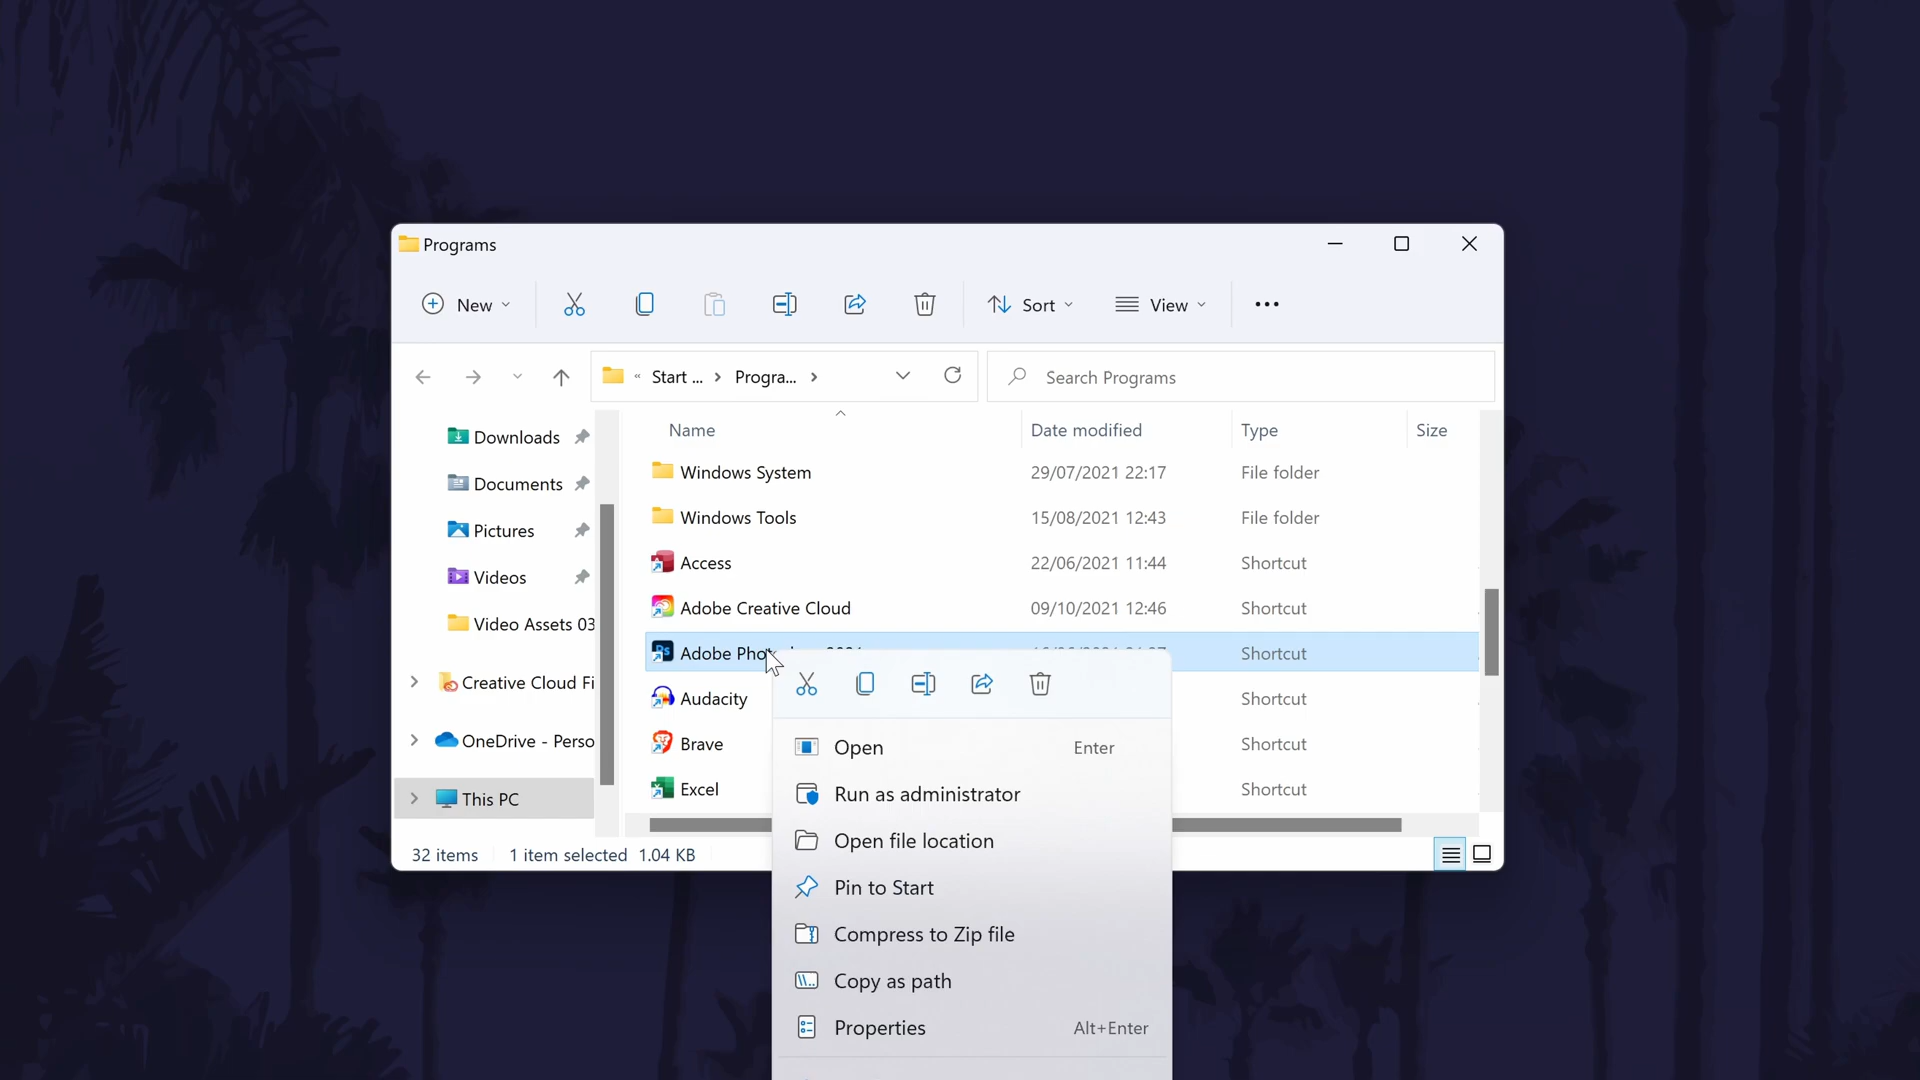 Programs
New
Sort
View
« Start ... › Progra... ›
Search Programs
Name Date modified Type Size
Downloads
Documents
Pictures
Videos
Video Assets 03
Creative Cloud Fi
OneDrive - Perso
This PC
Windows System 29/07/2021 22:17 File folder
Windows Tools 15/08/2021 12:43 File folder
Access 22/06/2021 11:44 Shortcut
Adobe Creative Cloud 09/10/2021 12:46 Shortcut
Adobe Shortcut
Audacity Shortcut
Brave Shortcut
Excel Shortcut
Open Enter
Run as administrator
Open file location
Pin to Start
Compress to Zip file
Copy as path
Properties Alt+Enter
32 items 1 item selected 1.04 KB